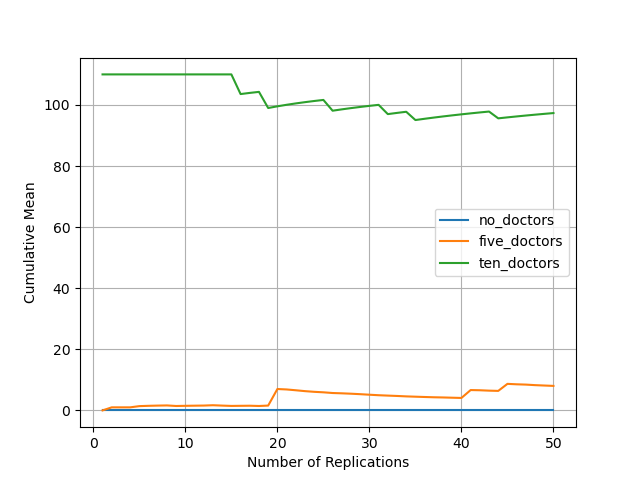 100
80
60
40
20
0
Cumulative Mean
no_doctors
five_doctors
ten_doctors
0 10 20 30 40 50
Number of Replications